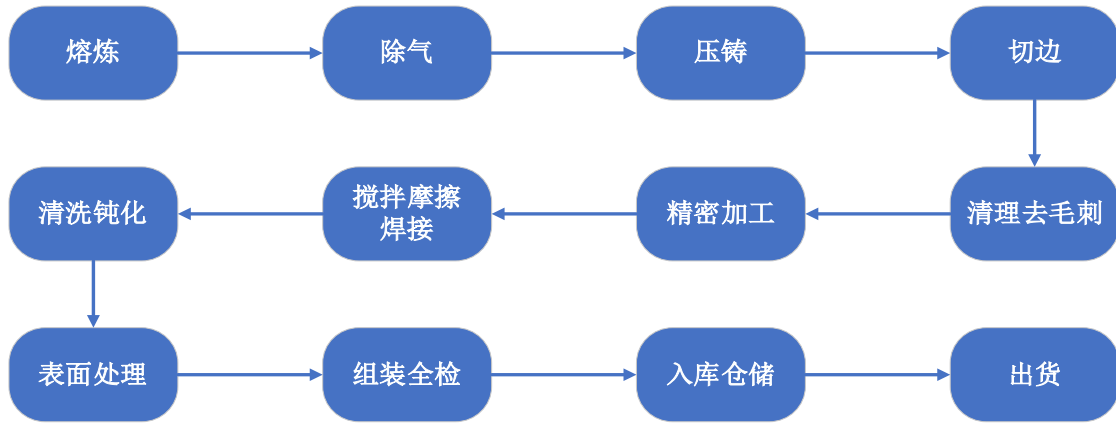 熔炼
除气
压铸
切边
清理去毛刺
精密加工
搅拌摩擦
焊接
清洗钝化
表面处理
组装全检
入库仓储
出货